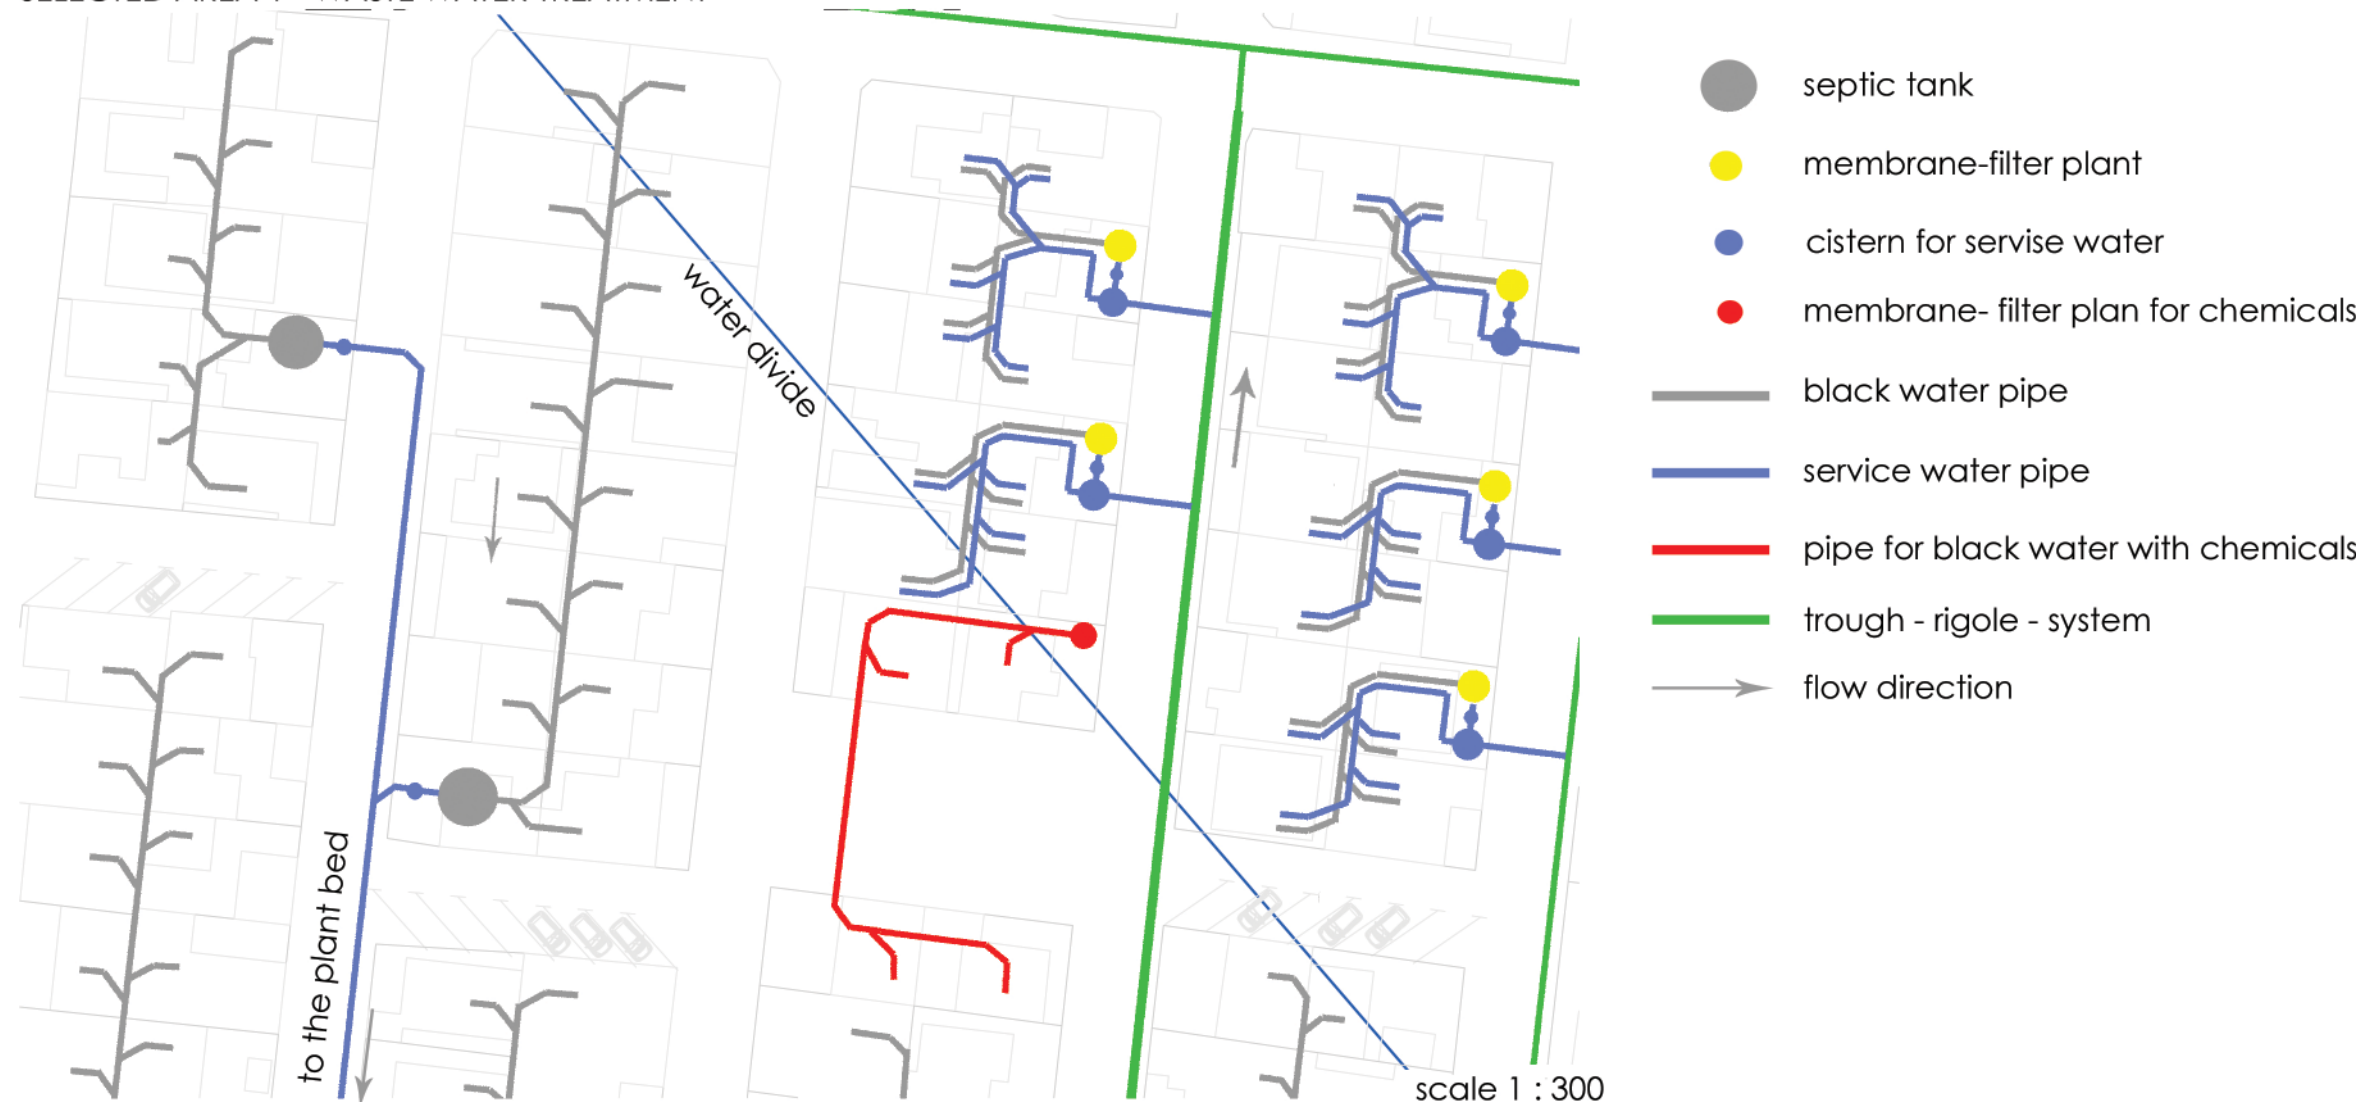 septic tank
membrane-filter plant
cistern for servise water
membrane- filter plan for chemicals
black water pipe
service water pipe
pipe for black water with chemicals
trough - rigole - system
flow direction
water divide
to the plant bed
scale 1 : 300